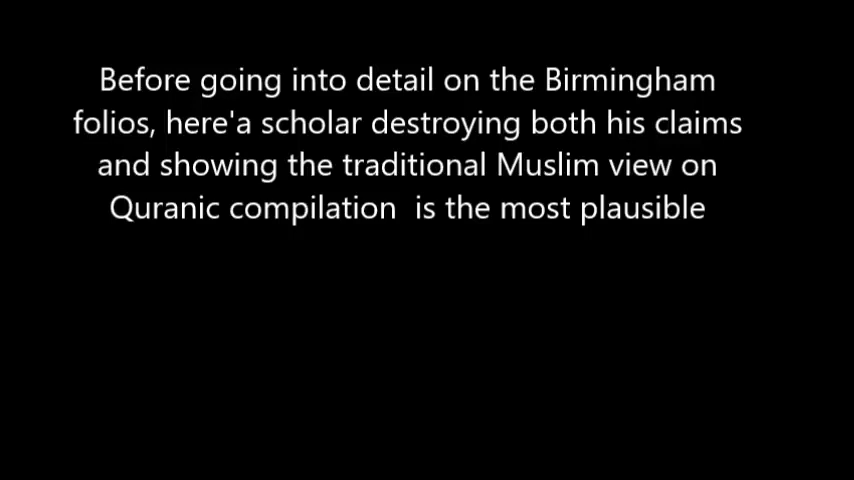 Before going into detail on the Birmingham
folios, here'a scholar destroying both his claims
and showing the traditional Muslim view on
Quranic compilation  is the most plausible